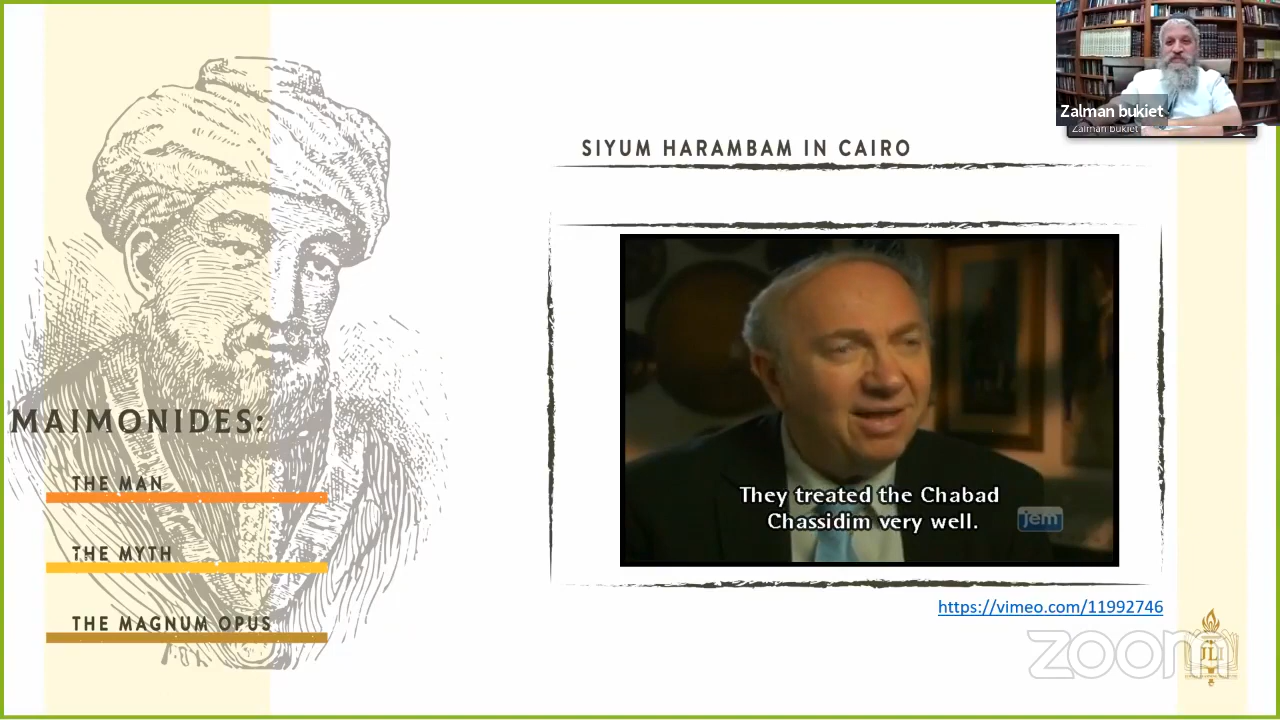 Zalman bukiet
Zalman bukiet
SIYUM HARAMBAM IN CAIRO
They treated the Chabad
Chassidim very well.
jem
MAIMONIDES:
THE MAN
THE MYTH
THE MAGNUM OPUS
https://vimeo.com/11992746
zoom
JLI